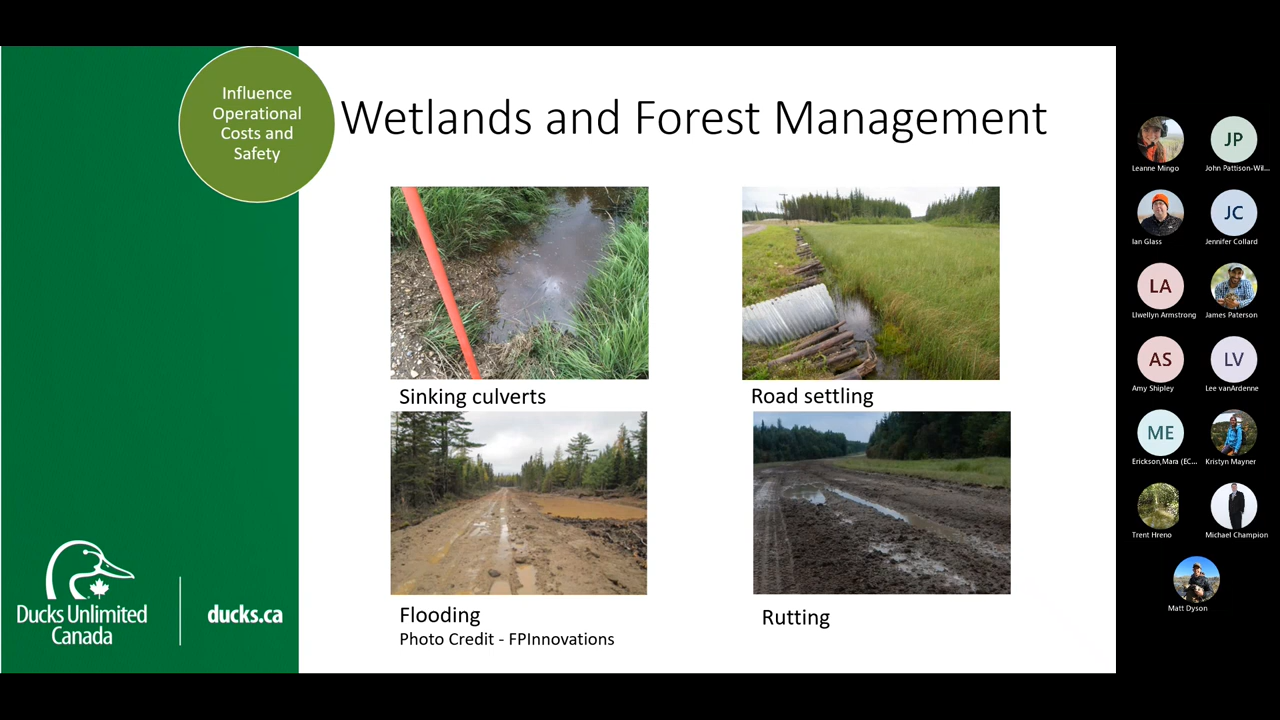 Influence
Operational
Costs and
Safety
Wetlands and Forest Management
Sinking culverts
Road settling
Flooding
Photo Credit - FPInnovations
Rutting
Ducks Unlimited
Canada
ducks.ca
Leanne Mingo
JP
John Pattison-Wil...
Ian Glass
JC
Jennifer Collard
LA
Llwellyn Armstrong
James Paterson
AS
Amy Shipley
LV
Lee vanArdenne
ME
Erickson,Mara (EC...
Kristyn Mayner
Trent Hreno
Michael Champion
Matt Dyson